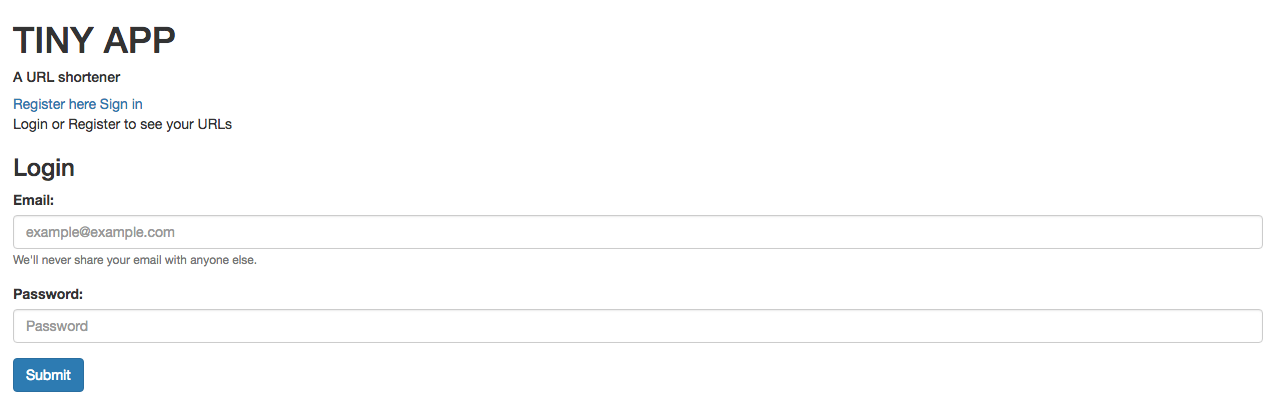 TINY APP
A URL shortener
Register here Sign in
Login or Register to see your URLs
Login
Email:
example@example.com
We'll never share your email with anyone else.
Password:
Password
Submit